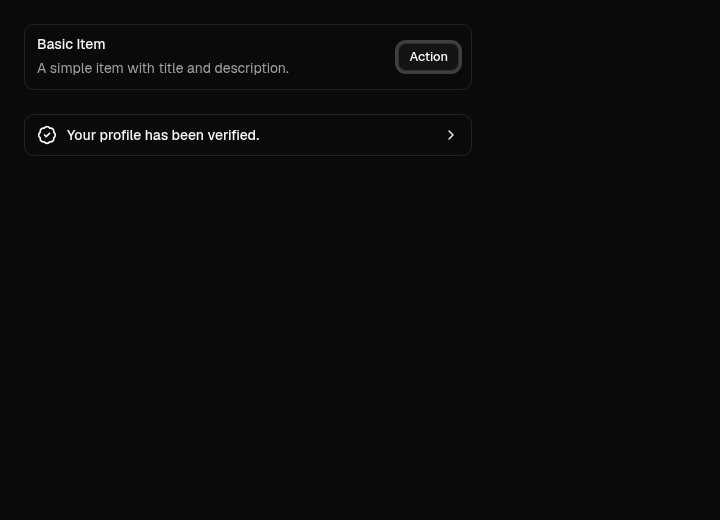 Basic Item
A simple item with title and description.
Action
Your profile has been verified.